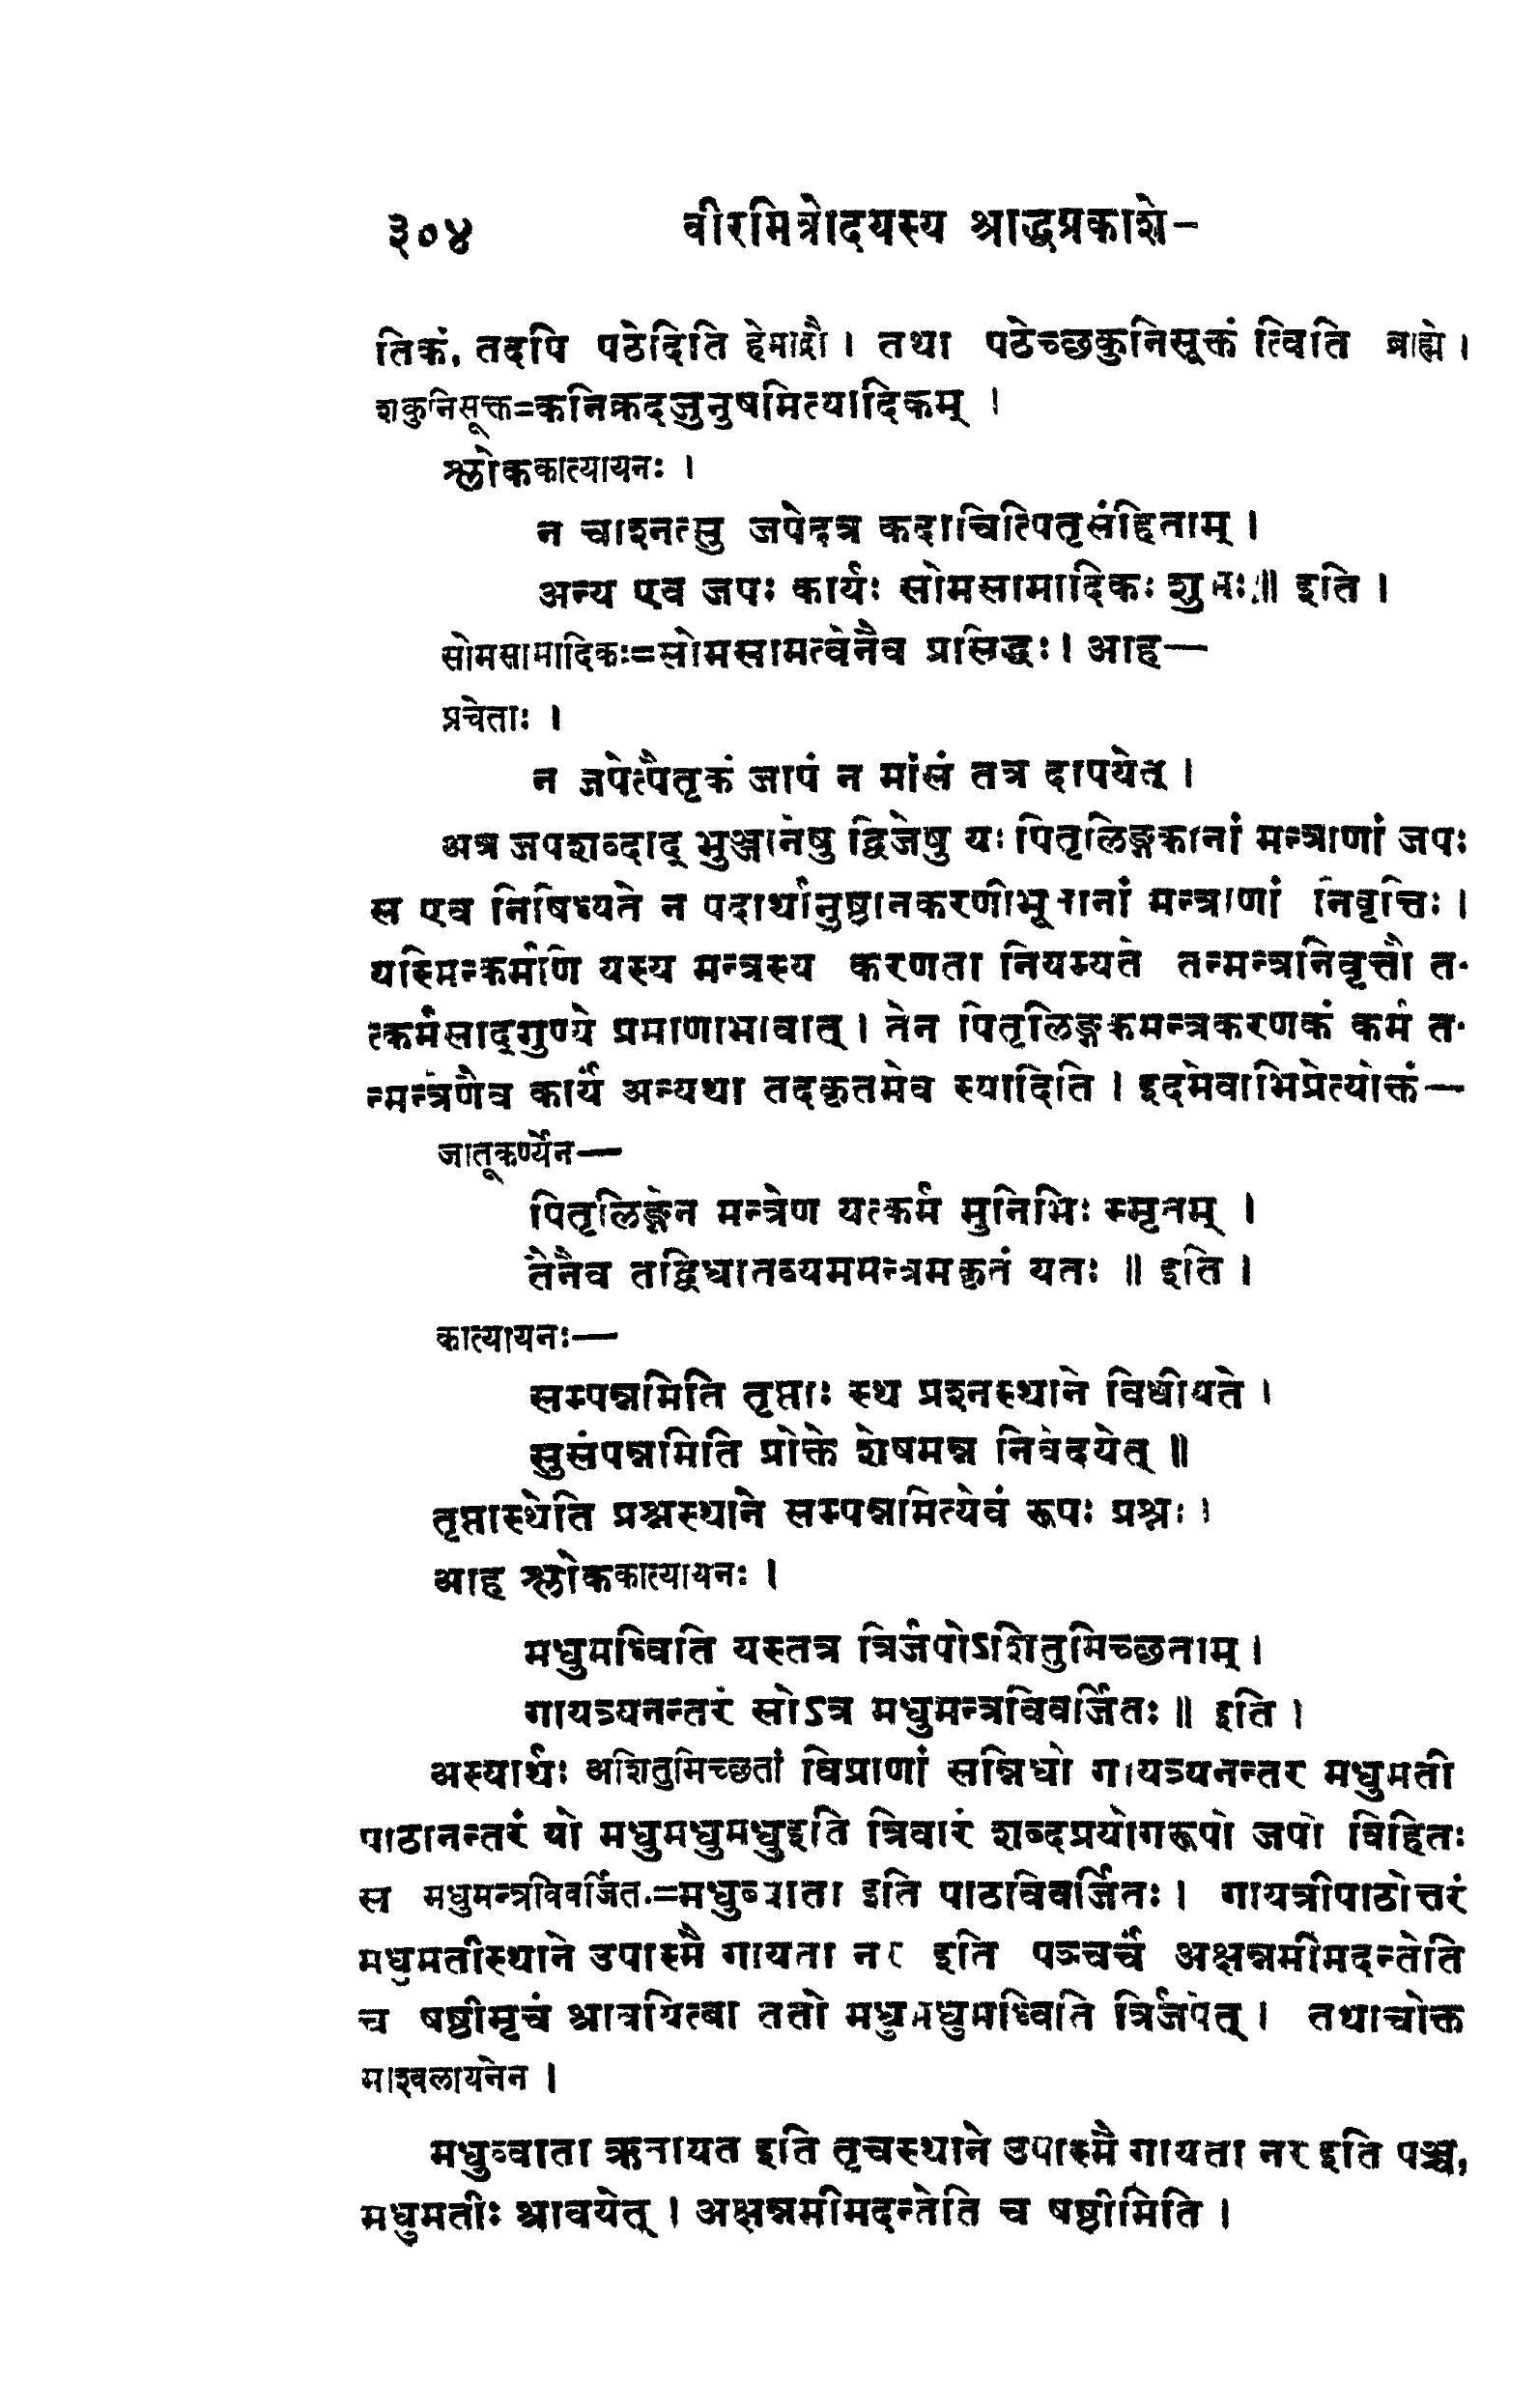 ३०४ वीरमित्रोदयस्य श्राद्धप्रकाशे-
तिकं, तदपि पठेदिति हेमाद्रौ । तथा पठेच्छकुनिसूक्तं त्विति ब्राह्मे ।
शकुनिसूक्त=कनिक्रदज्जुनुषमित्यादिकम् ।
श्लोककात्यायनः ।
न चाश्नत्सु जपेदत्र कदाचित्पितृसंहिताम् ।
अन्य एव जपः कार्यः सोमसामादिकः शुभः ॥ इति ।
सोमसामादिकः=सोमसामत्वेनैव प्रसिद्धः । आह—
प्रचेताः ।
न जपेत्पैतृकं जापं न मांसं तत्र दापयेत् ।
अत्र जपशब्दाद् भुञ्जानेषु द्विजेषु यः पितृलिङ्गकानां मन्त्राणां जपः
स एव निषिध्यते न पदार्थानुष्ठानकरणीभूतानां मन्त्राणां निवृत्तिः ।
यस्मिन्कर्मणि यस्य मन्त्रस्य करणता नियम्यते तन्मन्त्रनिवृत्तौ त-
त्कर्मसाद्गुण्ये प्रमाणाभावात् । तेन पितृलिङ्गकमन्त्रकरणकं कर्म त-
न्मन्त्रेणैव कार्यं अन्यथा तदकृतमेव स्यादिति । इदमेवाभिप्रेत्योक्तं—
जातूकर्ण्येन—
पितृलिङ्गेन मन्त्रेण यत्कर्म मुनिभिः स्मृतम् ।
तेनैव तद्विधातव्यममन्त्रमकृतं यतः ॥ इति ।
कात्यायनः—
सम्पन्नमिति तृप्ताः स्थ प्रश्नस्थाने विधीयते ।
सुसंपन्नमिति प्रोक्ते शेषमन्न निवेदयेत् ॥
तृप्तास्थेति प्रश्नस्थाने सम्पन्नमित्येवं रूपः प्रश्नः ।
आह श्लोककात्यायनः ।
मधुमध्विति यस्तत्र त्रिर्जपोऽशितुमिच्छताम् ।
गायत्र्यनन्तरं सोऽत्र मधुमन्त्रविवर्जितः ॥ इति ।
अस्यार्थः अशितुमिच्छतां विप्राणां सन्निधो गायत्र्यनन्तर मधुमती
पाठानन्तरं यो मधुमधुमधुइति त्रिवारं शब्दप्रयोगरूपो जपो विहितः
स मधुमन्त्रविवर्जित.=मधुव्वाता इति पाठविवर्जितः । गायत्रीपाठोत्तरं
मधुमतीस्थाने उपास्मै गायता नर इति पञ्चर्चं अक्षन्नमीमदन्तेति
च षष्ठीमृचं श्रावयित्वा ततो मधुमधुमध्विति त्रिर्जपेत् । तथाचोक्त
माश्वलायनेन ।
मधुव्वाता ऋतायत इति तृचस्थाने उपास्मै गायता नर इति पञ्च,
मधुमतीः श्रावयेत् । अक्षन्नमीमदन्तेति च षष्ठीमिति ।